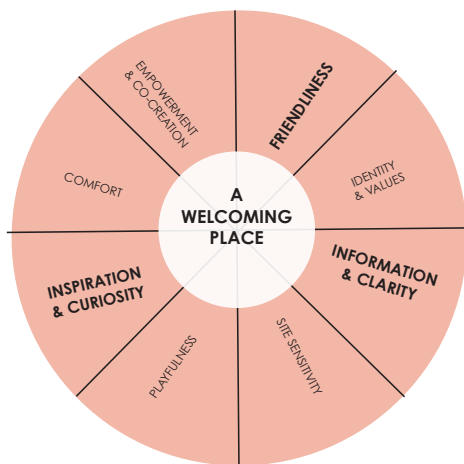 A
WELCOMING
PLACE
FRIENDLINESS
IDENTITY
& VALUES
INFORMATION
& CLARITY
SITE SENSITIVITY
PLAYFULNESS
INSPIRATION
& CURIOSITY
COMFORT
EMPOWERMENT
& CO-CREATION